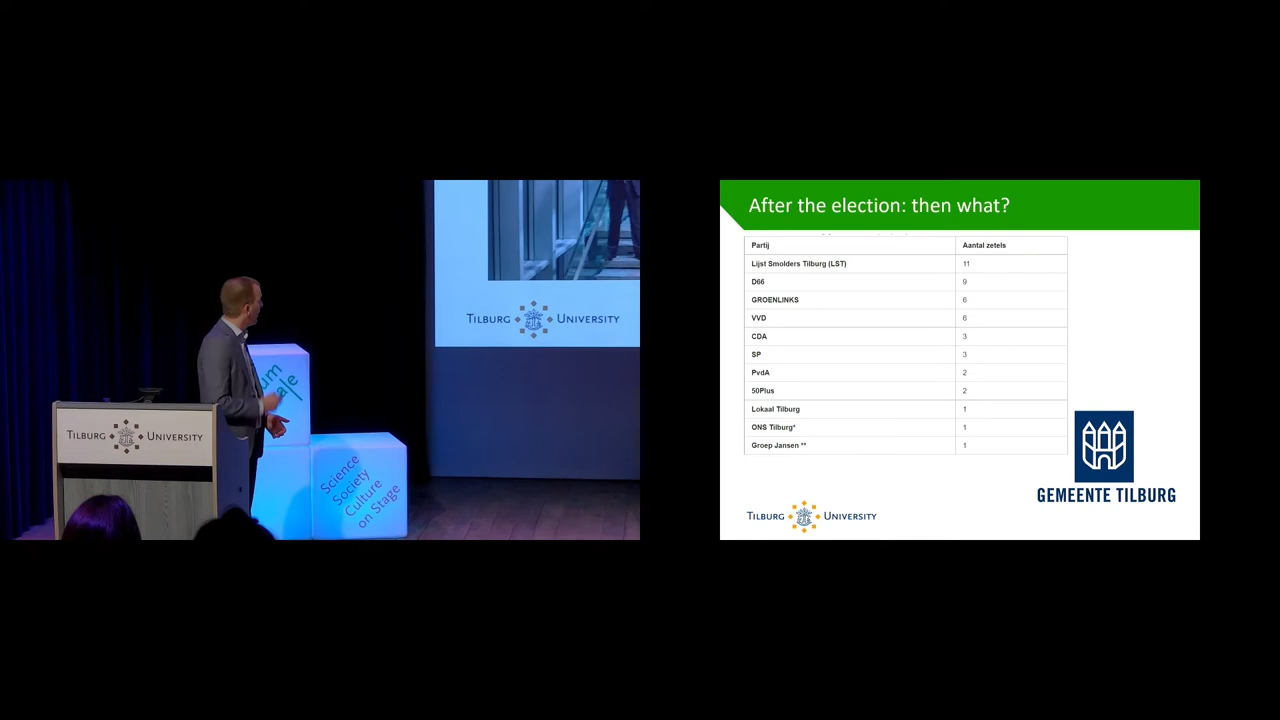 TILBURG UNIVERSITY
um
ale
Science
Society
Culture
on Stage
TILBURG UNIVERSITY
After the election: then what?
Partij Aantal zetels
Lijst Smolders Tilburg (LST) 11
D66 9
GROENLINKS 6
VVD 6
CDA 3
SP 3
PvdA 2
50Plus 2
Lokaal Tilburg 1
ONS Tilburg* 1
Groep Jansen ** 1
GEMEENTE TILBURG
TILBURG UNIVERSITY